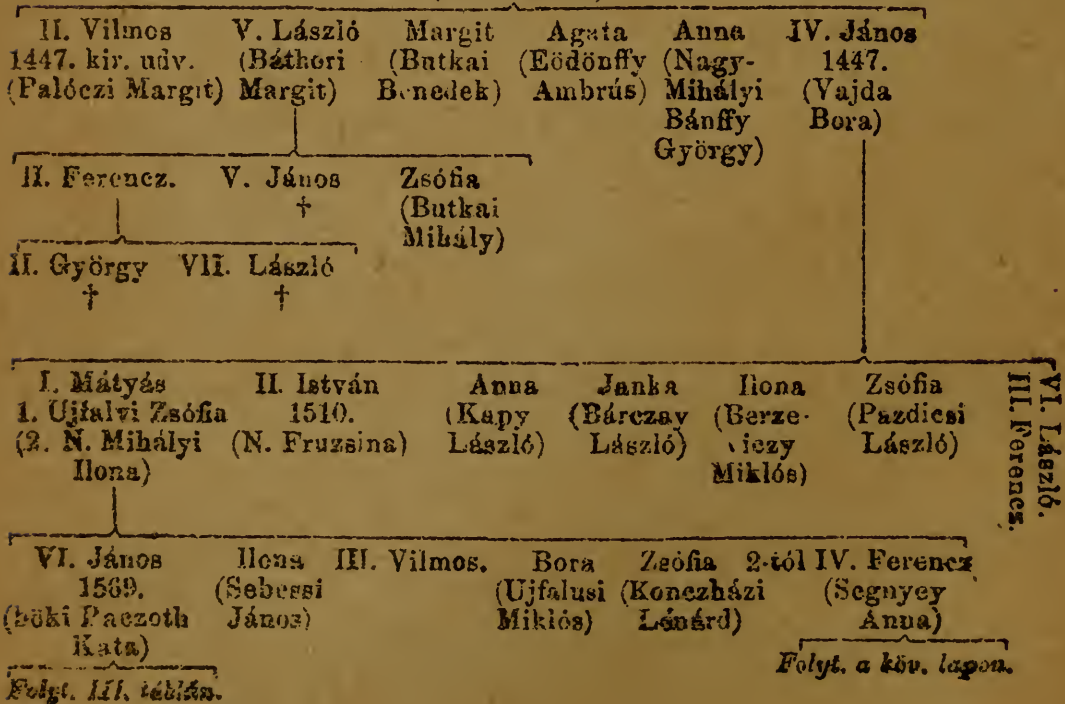 II. Vilmos V. László Margit Agata Anna IV. János
1447. kir. udv. (Báthori (Butkai (Eödönffy (Nagy- 1447.
(Palóczi Margit) Margit) Benedek) Ambrús) Mihályi (Vajda
Bánffy Bora)
György)
II. Ferencz. V. János Zsófia
† (Butkai
Mihály)
II. György VII. László
† †
I. Mátyás II. István Anna Janka Ilona Zsófia
1. Ujfalvi Zsófia 1510. (Kapy (Bárczay (Berze- (Pazdicsi
(2. N. Mihályi (N. Fruzsina) László) László) viczy László)
Ilona) Miklós)
VI. László.
III. Ferencz.
VI. János Ilona III. Vilmos. Bora Zsófia 2-tól IV. Ferencz
1569. (Sebessi (Ujfalusi (Konczházi (Segnyey
(böki Paczoth János) Miklós) Lénárd) Anna)
Kata) Folyt. a köv. lapon.
Folyt. III. táblán.